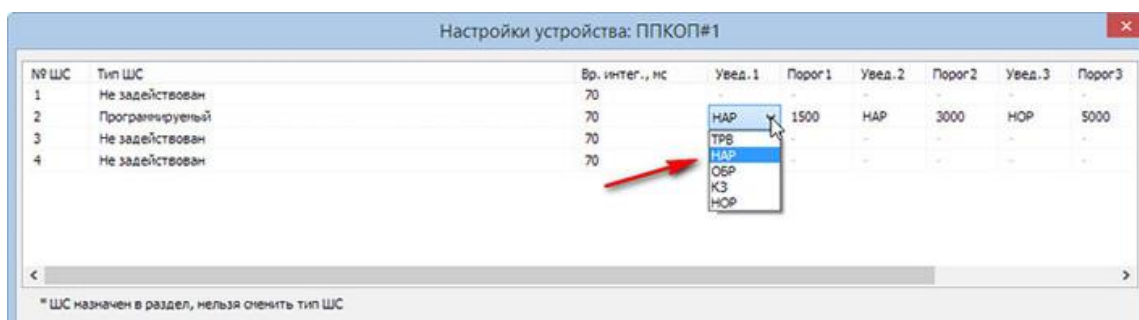 Настройки устройства: ППКОП#1
№ ШС Тип ШС Вр. интег., нс Увед.1 Порог1 Увед.2 Порог2 Увед.3 Порог3
1 Не задействован 70 - - - - - -
2 Программируемый 70 НАР 1500 НАР 3000 НОР 5000
3 Не задействован 70 - - - - -
4 Не задействован 70 - - - - -
ТРВ
НАР
ОБР
КЗ
НОР
* ШС назначен в раздел, нельзя сменить тип ШС